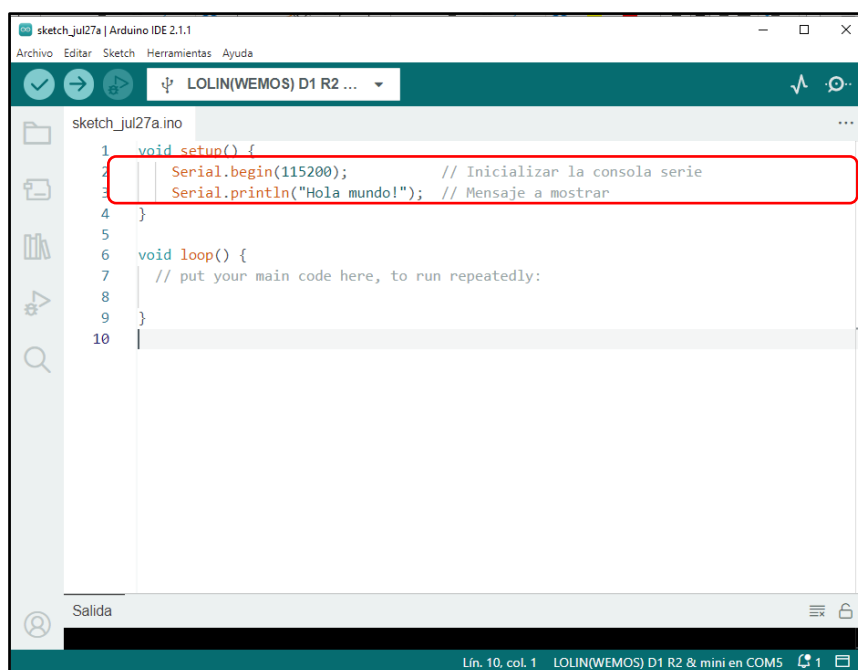 sketch_jul27a | Arduino IDE 2.1.1
Archivo Editar Sketch Herramientas Ayuda
LOLIN(WEMOS) D1 R2 ...
sketch_jul27a.ino
1 void setup() {
2 Serial.begin(115200); // Inicializar la consola serie
3 Serial.println("Hola mundo!"); // Mensaje a mostrar
4 }
5
6 void loop() {
7 // put your main code here, to run repeatedly:
8
9 }
10
Salida
Lín. 10, col. 1 LOLIN(WEMOS) D1 R2 & mini en COM5 1